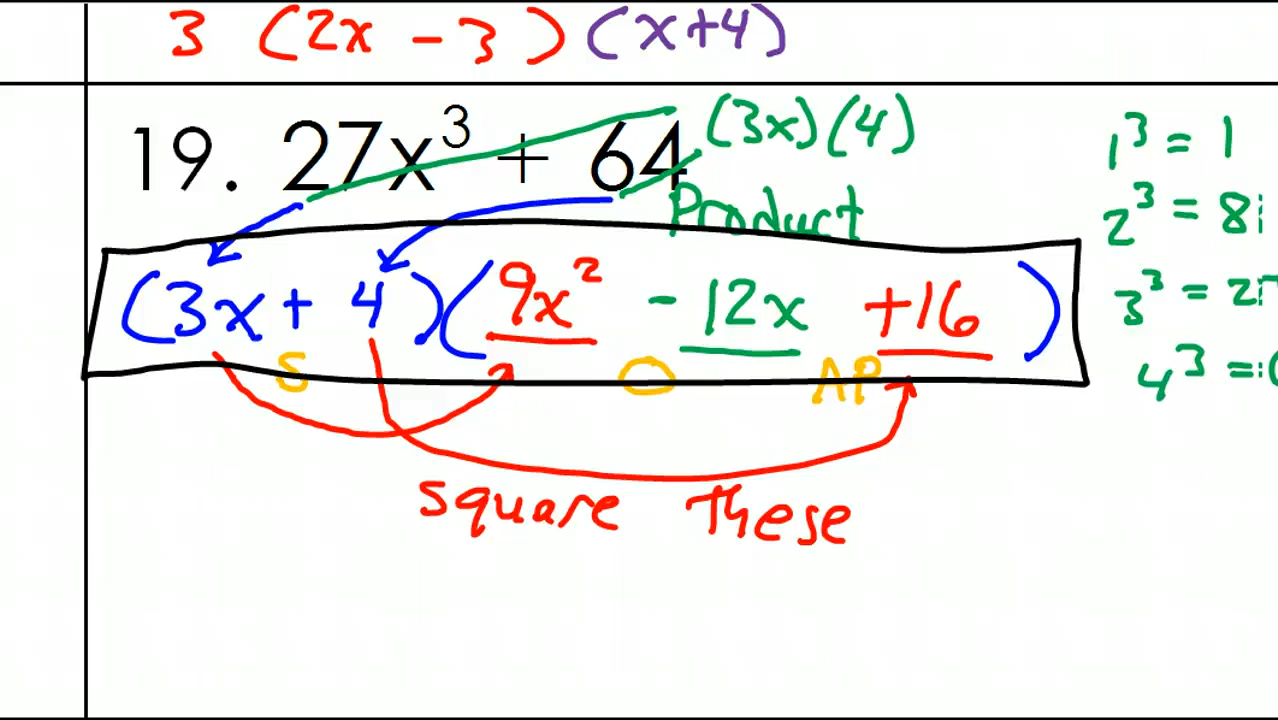 3 (2x - 3) (x+4)
19. 27x³ + 64 (3x)(4)
Product
(3x + 4)(9x² - 12x +16)
S O AP
square these
1³ = 1
2³ = 8
3³ = 27
4³ =